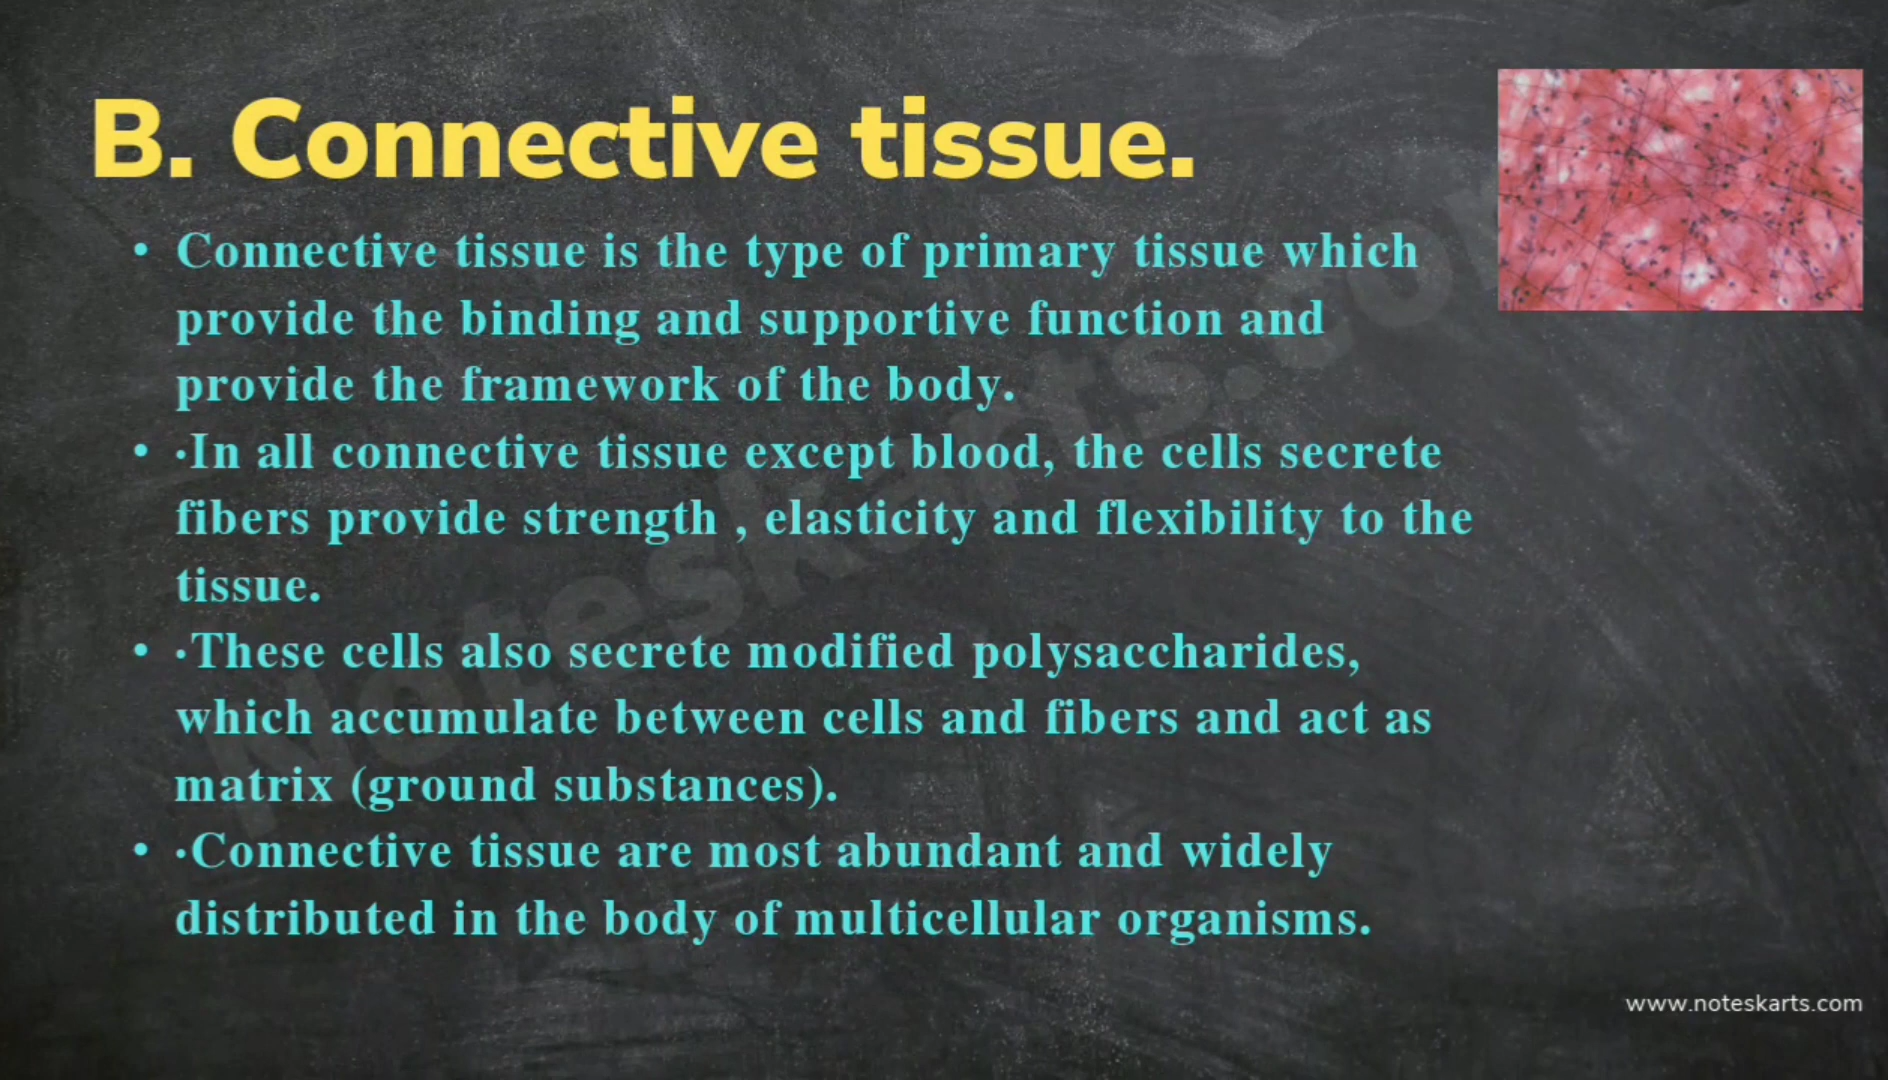 B. Connective tissue.
• Connective tissue is the type of primary tissue which
provide the binding and supportive function and
provide the framework of the body.
• ·In all connective tissue except blood, the cells secrete
fibers provide strength , elasticity and flexibility to the
tissue.
• ·These cells also secrete modified polysaccharides,
which accumulate between cells and fibers and act as
matrix (ground substances).
• ·Connective tissue are most abundant and widely
distributed in the body of multicellular organisms.
Noteskarts.com
www.noteskarts.com